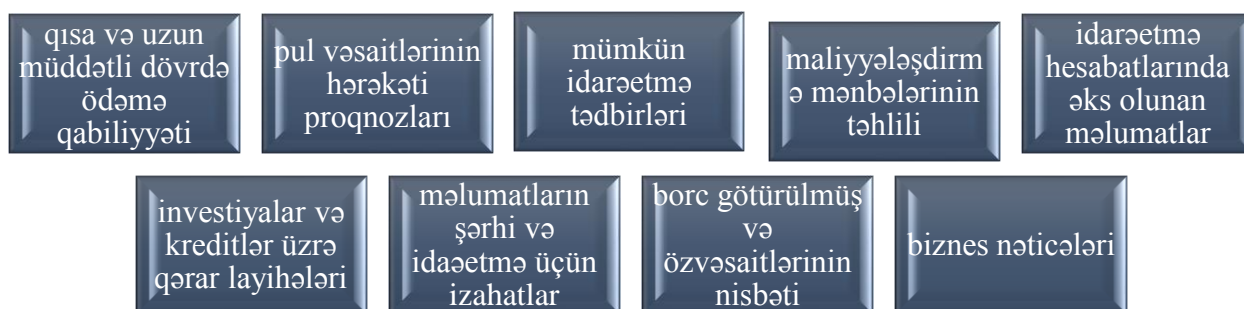 qısa və uzun
müddətli dövrdə
ödəmə
qabiliyyəti
pul vəsaitlərinin
hərəkəti
proqnozları
mümkün
idarəetmə
tədbirləri
maliyyələşdirm
ə mənbələrinin
təhlili
idarəetmə
hesabatlarında
əks olunan
məlumatlar
investiyalar və
kreditlər üzrə
qərar layihələri
məlumatların
şərhi və
idaəetmə üçün
izahatlar
borc götürülmüş
və
özvəsaitlərinin
nisbəti
biznes nəticələri